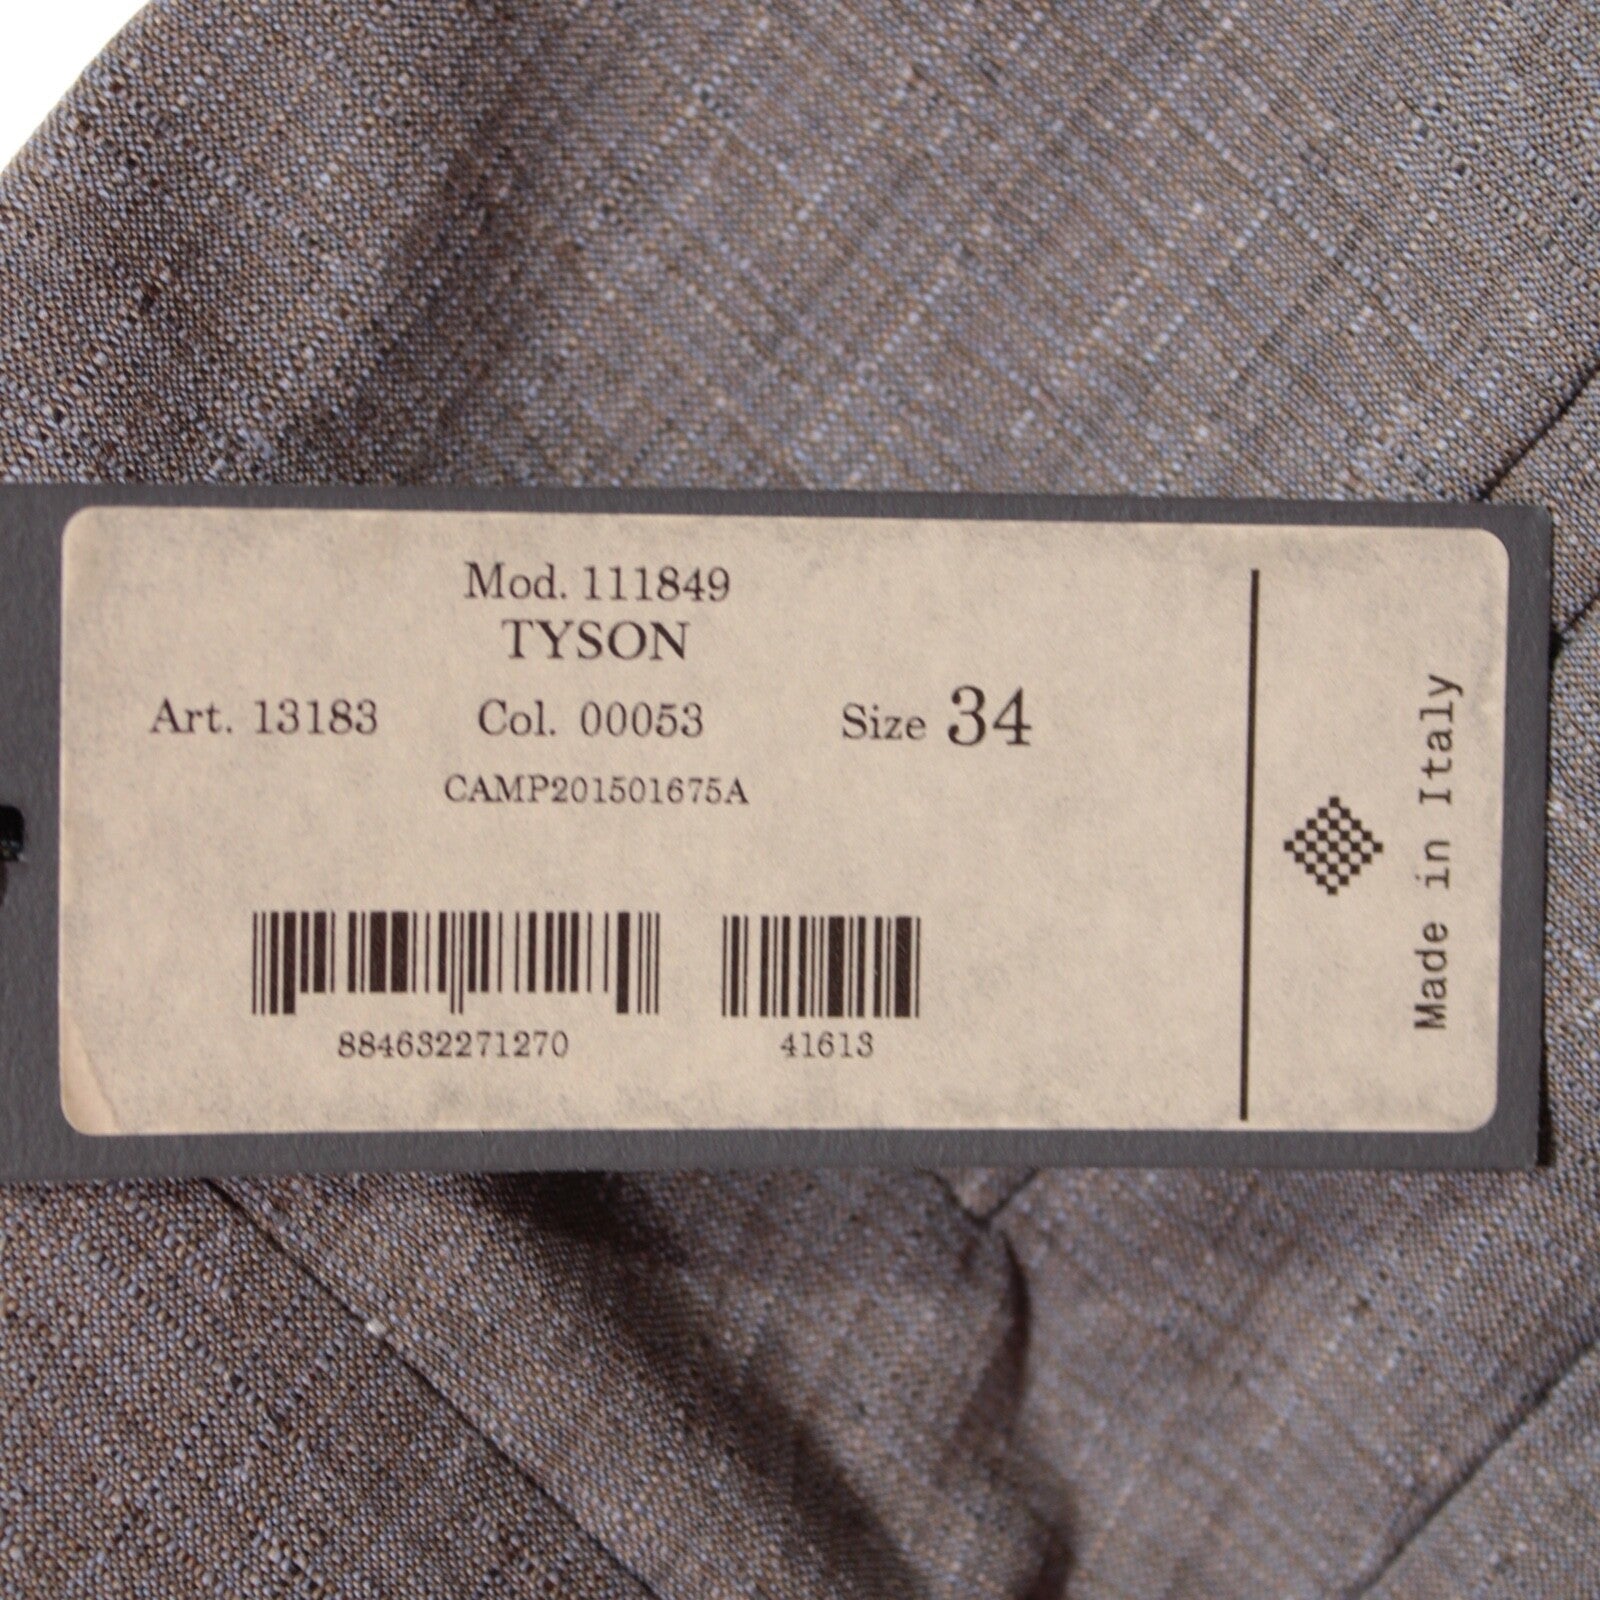 Mod. 111849
TYSON
Art. 13183 Col. 00053 Size 34
CAMP201501675A
884632271270 41613
Made in Italy